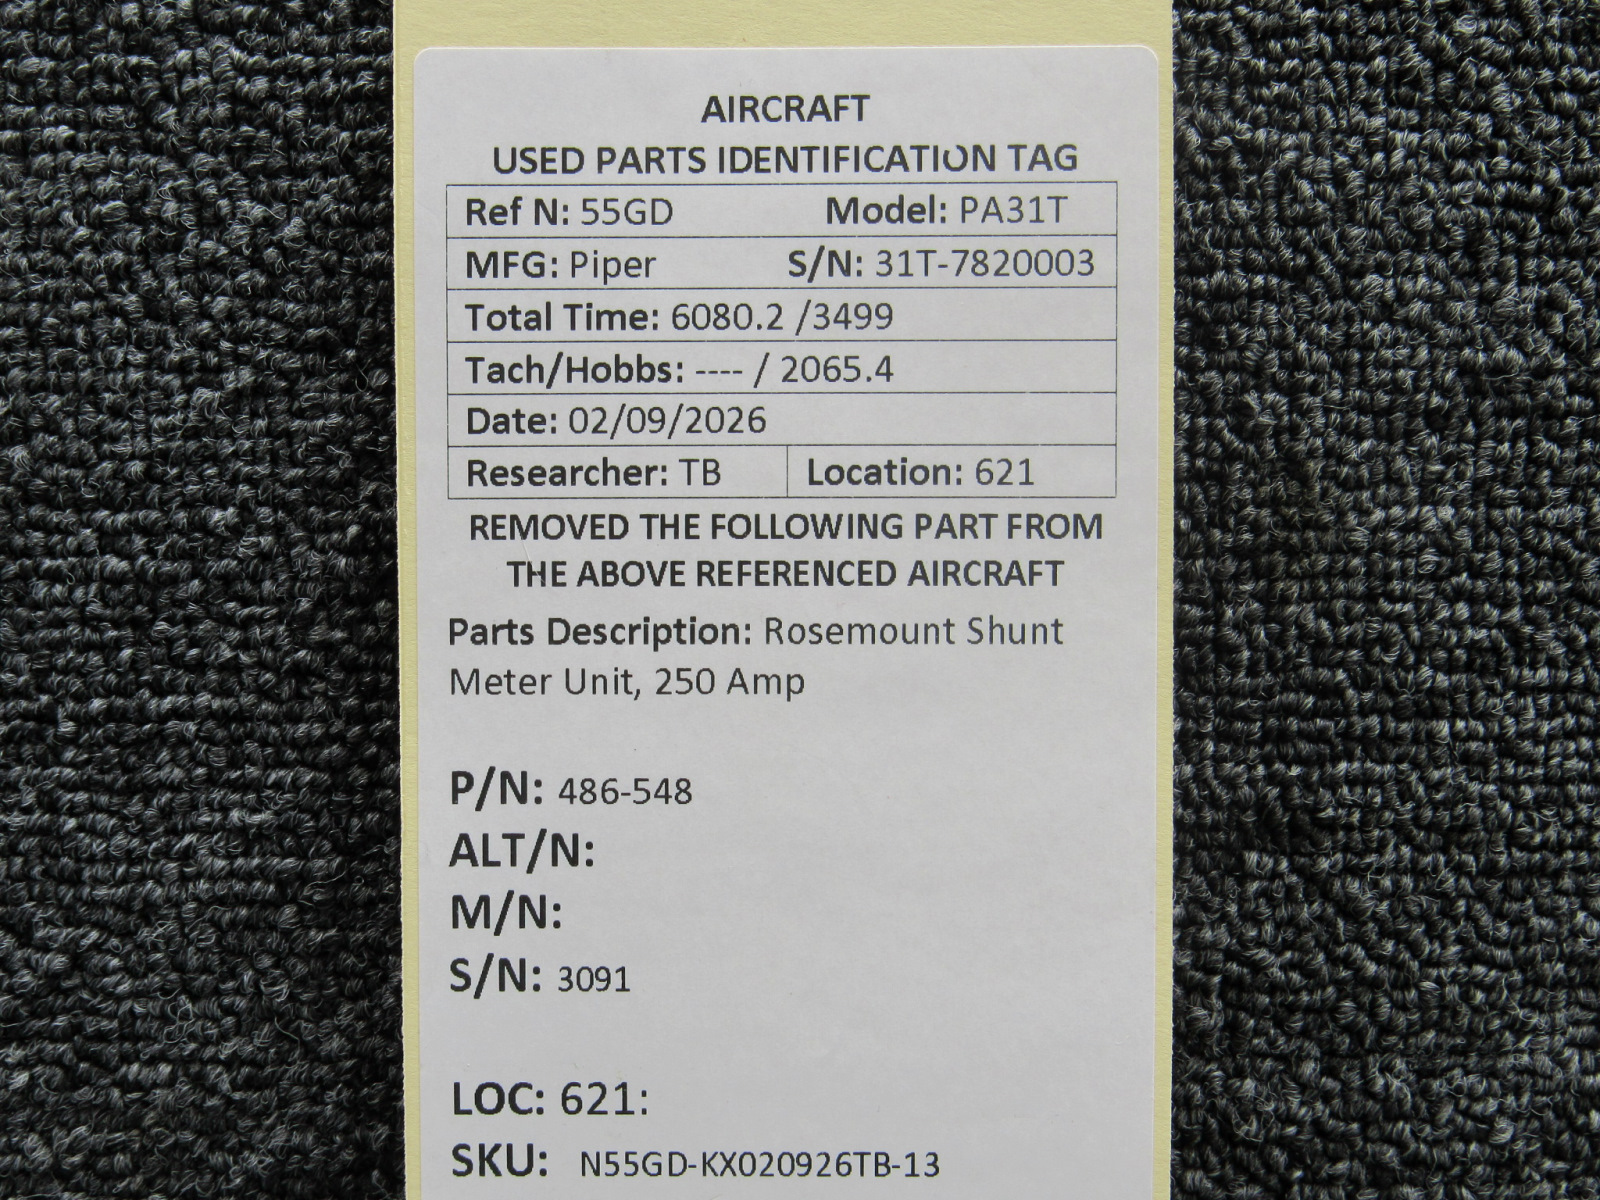 AIRCRAFT
USED PARTS IDENTIFICATION TAG
Ref N: 55GD Model: PA31T
MFG: Piper S/N: 31T-7820003
Total Time: 6080.2 /3499
Tach/Hobbs: ---- / 2065.4
Date: 02/09/2026
Researcher: TB Location: 621
REMOVED THE FOLLOWING PART FROM
THE ABOVE REFERENCED AIRCRAFT
Parts Description: Rosemount Shunt
Meter Unit, 250 Amp
P/N: 486-548
ALT/N:
M/N:
S/N: 3091
LOC: 621:
SKU: N55GD-KX020926TB-13